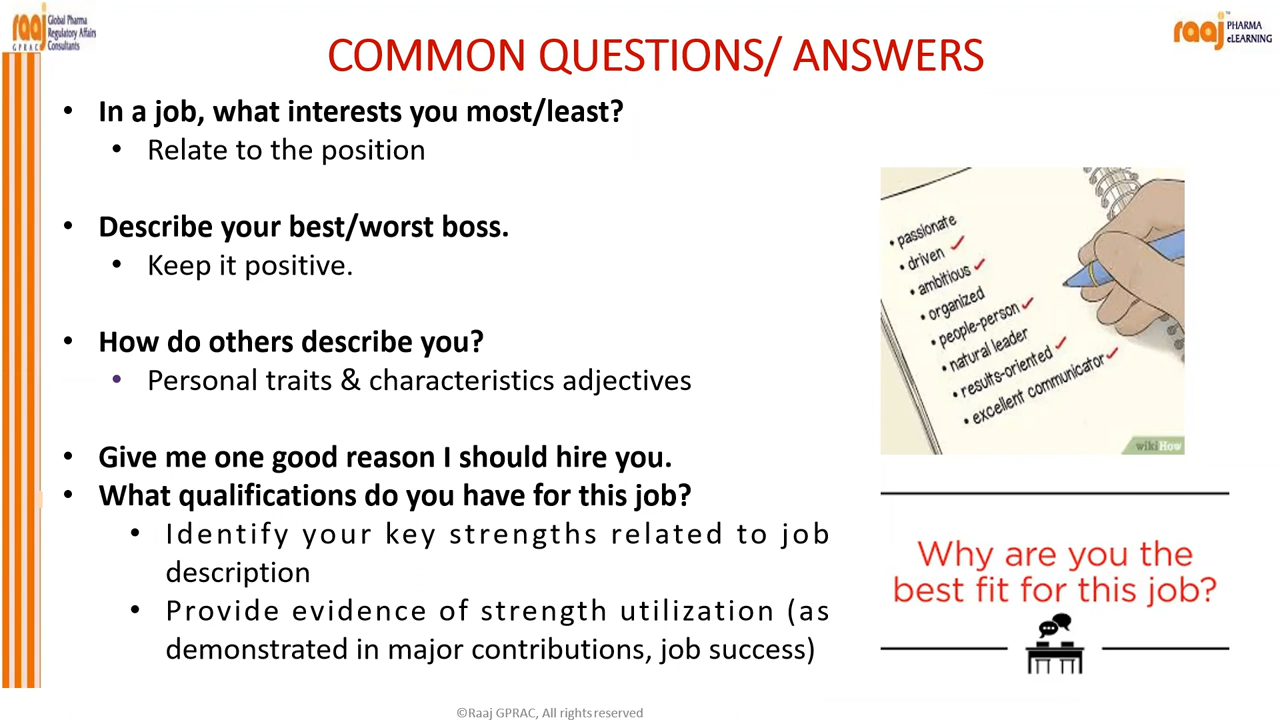 raaj
GPRAC
Global Pharma
Regulatory Affairs
Consultants
raaj
PHARMA
eLEARNING
COMMON QUESTIONS/ ANSWERS
• In a job, what interests you most/least?
• Relate to the position
• Describe your best/worst boss.
• Keep it positive.
• How do others describe you?
• Personal traits & characteristics adjectives
• Give me one good reason I should hire you.
• What qualifications do you have for this job?
• Identify your key strengths related to job
description
• Provide evidence of strength utilization (as
demonstrated in major contributions, job success)
• passionate
• driven
• ambitious
• organized
• people-person
• natural leader
• results-oriented
• excellent communicator
wikiHow
Why are you the
best fit for this job?
©Raaj GPRAC, All rights reserved